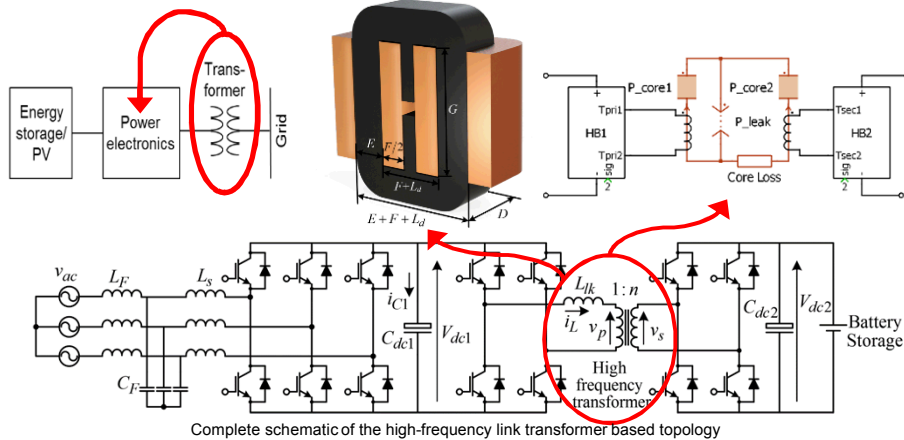 Energy
storage/
PV
Power
electronics
Trans-
former
Grid
E
F/2
G
F+L_d
E+F+L_d
D
P_core1
P_core2
P_leak
Core Loss
+
HB1
-
Tpri1
Tpri2
sig
2
Tsec1
Tsec2
+
HB2
-
sig
2
v_ac
L_F
L_s
C_F
i_C1
C_dc1
V_dc1
L_lk
i_L
1:n
v_p
v_s
High
frequency
transformer
C_dc2
V_dc2
Battery
Storage
Complete schematic of the high-frequency link transformer based topology